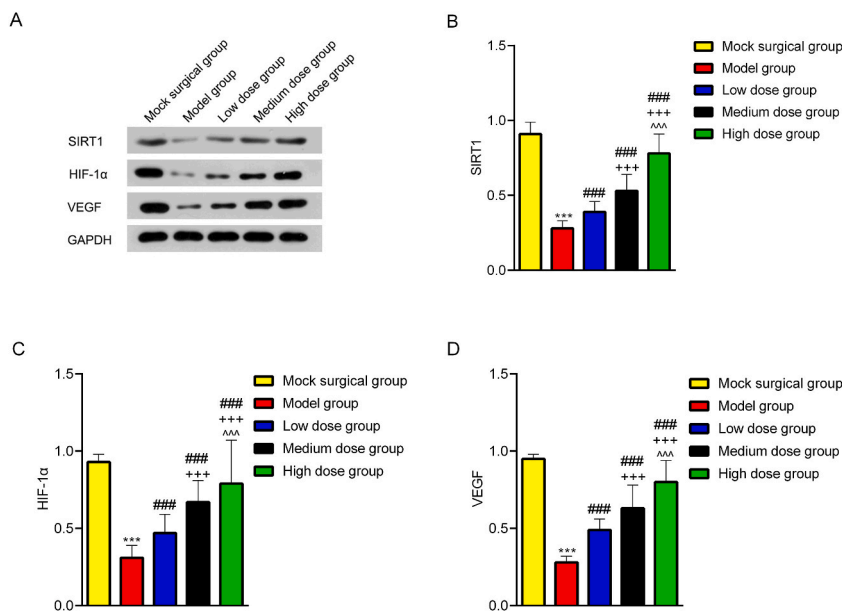 A
Mock surgical group
Model group
Low dose group
Medium dose group
High dose group
SIRT1
HIF-1α
VEGF
GAPDH
B
1.5
1.0
0.5
0.0
SIRT1
***
###
###
+++
###
+++
^^^
Mock surgical group
Model group
Low dose group
Medium dose group
High dose group
C
1.5
1.0
0.5
0.0
HIF-1α
***
###
###
+++
###
+++
^^^
Mock surgical group
Model group
Low dose group
Medium dose group
High dose group
D
1.5
1.0
0.5
0.0
VEGF
***
###
###
+++
###
+++
^^^
Mock surgical group
Model group
Low dose group
Medium dose group
High dose group